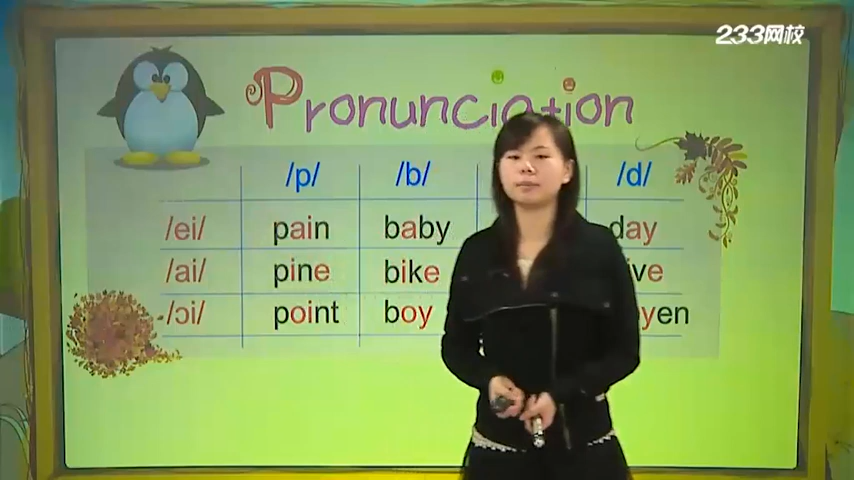 233网校
Pronunciation
/p/ /b/ /d/
/ei/ pain baby day
/ai/ pine bike
/ɔi/ point boy